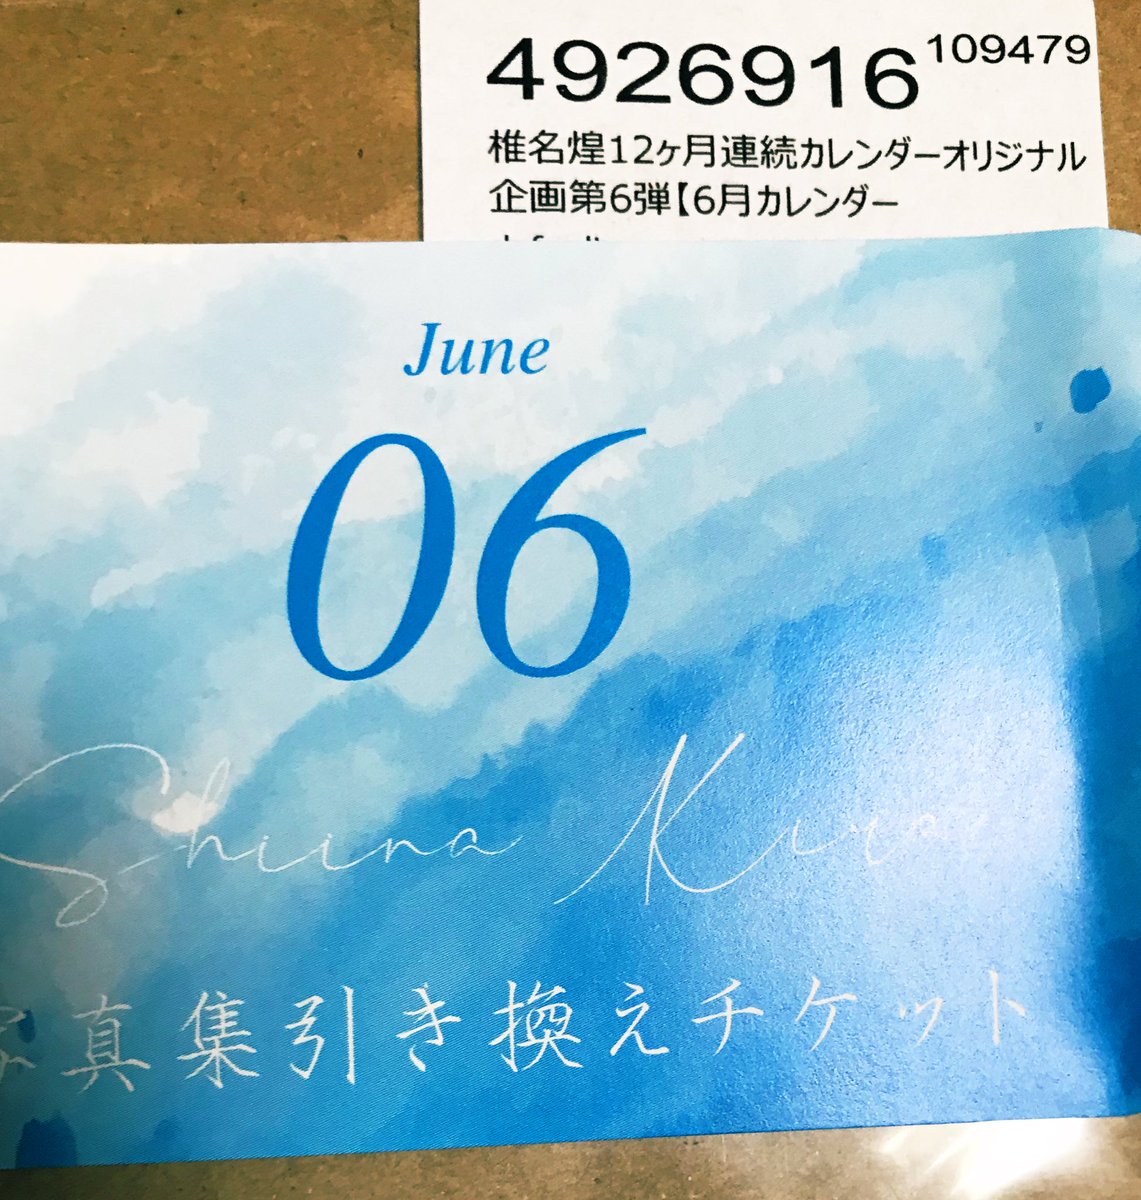 4926916 109479
椎名煌12ヶ月連続カレンダーオリジナル
企画第6弾【6月カレンダー
June
06
Shiina Kira
真集引き換えチケット